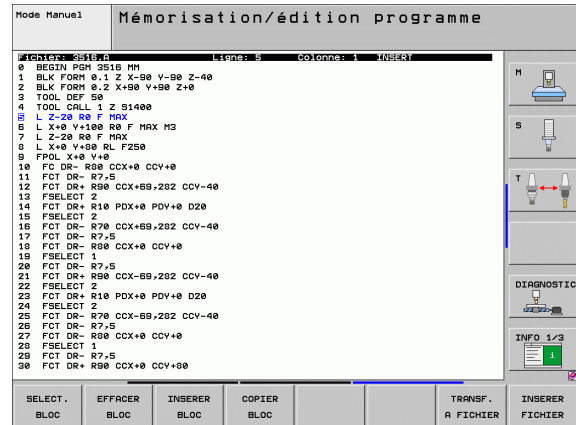 Mode Manuel
Mémorisation/édition programme
Fichier: 3516.A Ligne: 5 Colonne: 1 INSERT
0 BEGIN PGM 3516 MM
1 BLK FORM 0.1 Z X-90 Y-90 Z-40
2 BLK FORM 0.2 X+90 Y+90 Z+0
3 TOOL DEF 50
4 TOOL CALL 1 Z S1400
5 L Z-20 R0 F MAX
6 L X+0 Y+100 R0 F MAX M3
7 L Z-20 R0 F MAX
8 L X+0 Y+80 RL F250
9 FPOL X+0 Y+0
10 FC DR- R80 CCX+0 CCY+0
11 FCT DR- R7,5
12 FCT DR+ R90 CCX+69,282 CCY-40
13 FSELECT 2
14 FCT DR+ R10 PDX+0 PDY+0 D20
15 FSELECT 2
16 FCT DR- R70 CCX+69,282 CCY-40
17 FCT DR- R7,5
18 FCT DR- R80 CCX+0 CCY+0
19 FSELECT 1
20 FCT DR- R7,5
21 FCT DR+ R90 CCX-69,282 CCY-40
22 FSELECT 2
23 FCT DR+ R10 PDX+0 PDY+0 D20
24 FSELECT 2
25 FCT DR- R70 CCX-69,282 CCY-40
26 FCT DR- R7,5
27 FCT DR- R80 CCX+0 CCY+0
28 FSELECT 1
29 FCT DR- R7,5
30 FCT DR+ R90 CCX+0 CCY+80
M
S
T
DIAGNOSTIC
INFO 1/3
i
SELECT. BLOC
EFFACER BLOC
INSERER BLOC
COPIER BLOC
TRANSF. A FICHIER
INSERER FICHIER